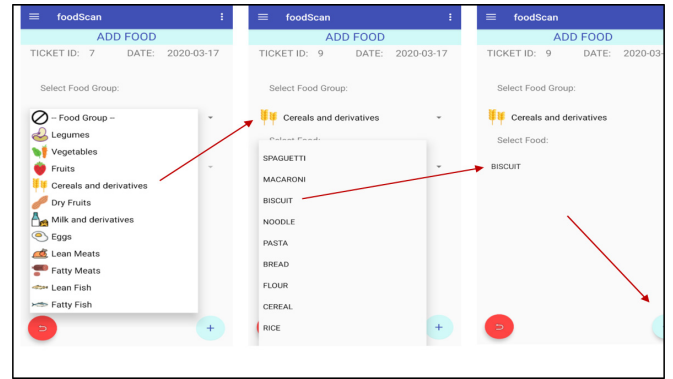 foodScan
ADD FOOD
TICKET ID: 7 DATE: 2020-03-17
Select Food Group:
– Food Group –
Legumes
Vegetables
Fruits
Cereals and derivatives
Dry Fruits
Milk and derivatives
Eggs
Lean Meats
Fatty Meats
Lean Fish
Fatty Fish
+
foodScan
ADD FOOD
TICKET ID: 9 DATE: 2020-03-17
Select Food Group:
Cereals and derivatives
Select Food:
SPAGUETTI
MACARONI
BISCUIT
NOODLE
PASTA
BREAD
FLOUR
CEREAL
RICE
+
foodScan
ADD FOOD
TICKET ID: 9 DATE: 2020-03-
Select Food Group:
Cereals and derivatives
Select Food:
BISCUIT